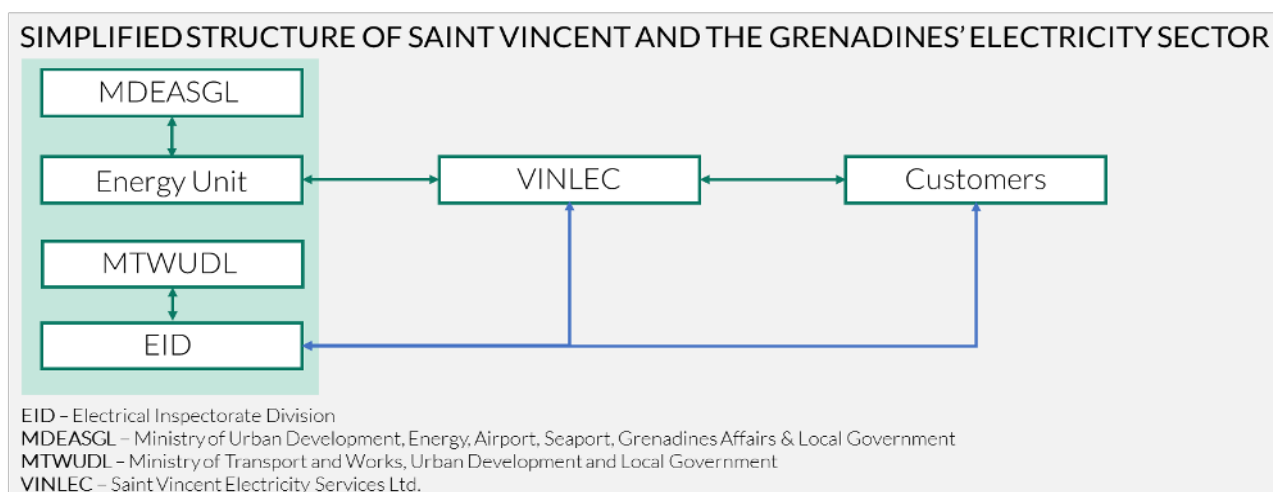 SIMPLIFIED STRUCTURE OF SAINT VINCENT AND THE GRENADINES' ELECTRICITY SECTOR
MDEASGL
Energy Unit
VINLEC
Customers
MTWUDL
EID
EID – Electrical Inspectorate Division
MDEASGL – Ministry of Urban Development, Energy, Airport, Seaport, Grenadines Affairs & Local Government
MTWUDL – Ministry of Transport and Works, Urban Development and Local Government
VINLEC – Saint Vincent Electricity Services Ltd.